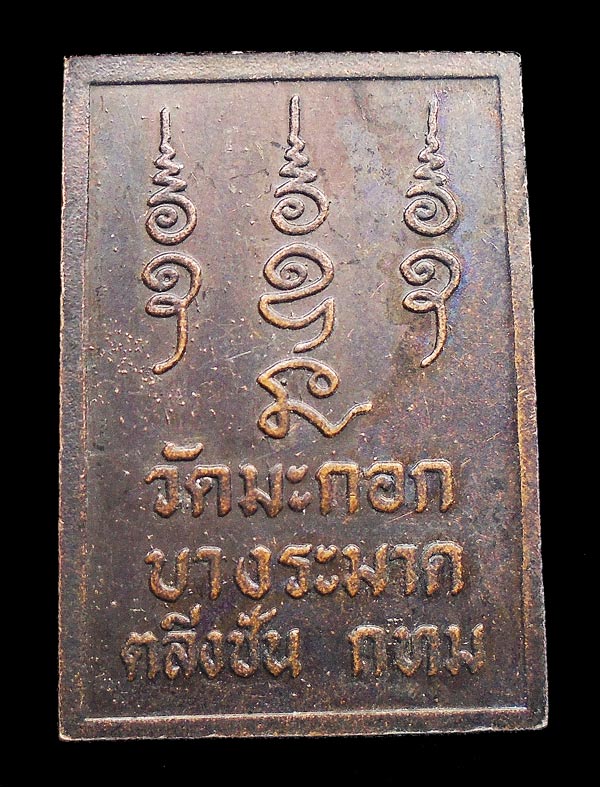 วัดมะกอก
บางระมาด
ตลิ่งชัน กทม